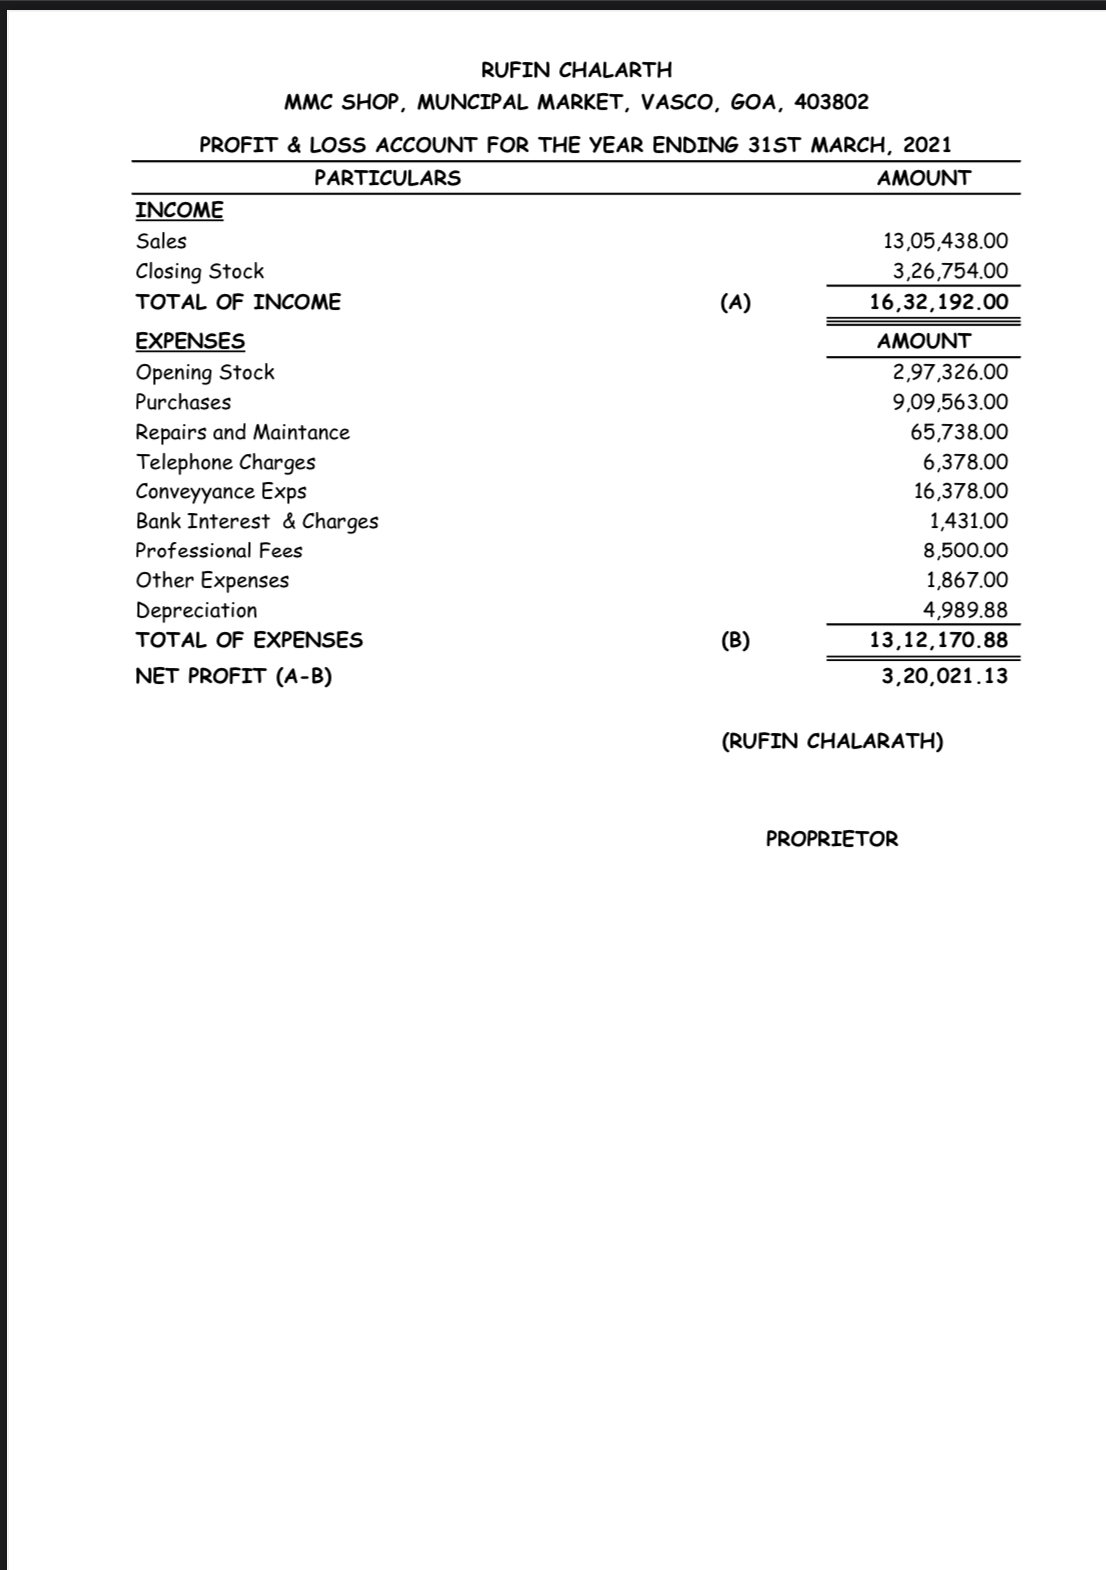 RUFIN CHALARTH
MMC SHOP, MUNCIPAL MARKET, VASCO, GOA, 403802
PROFIT & LOSS ACCOUNT FOR THE YEAR ENDING 31ST MARCH, 2021
PARTICULARS AMOUNT
INCOME
Sales 13,05,438.00
Closing Stock 3,26,754.00
TOTAL OF INCOME (A) 16,32,192.00
EXPENSES AMOUNT
Opening Stock 2,97,326.00
Purchases 9,09,563.00
Repairs and Maintance 65,738.00
Telephone Charges 6,378.00
Conveyyance Exps 16,378.00
Bank Interest & Charges 1,431.00
Professional Fees 8,500.00
Other Expenses 1,867.00
Depreciation 4,989.88
TOTAL OF EXPENSES (B) 13,12,170.88
NET PROFIT (A-B) 3,20,021.13
(RUFIN CHALARATH)
PROPRIETOR